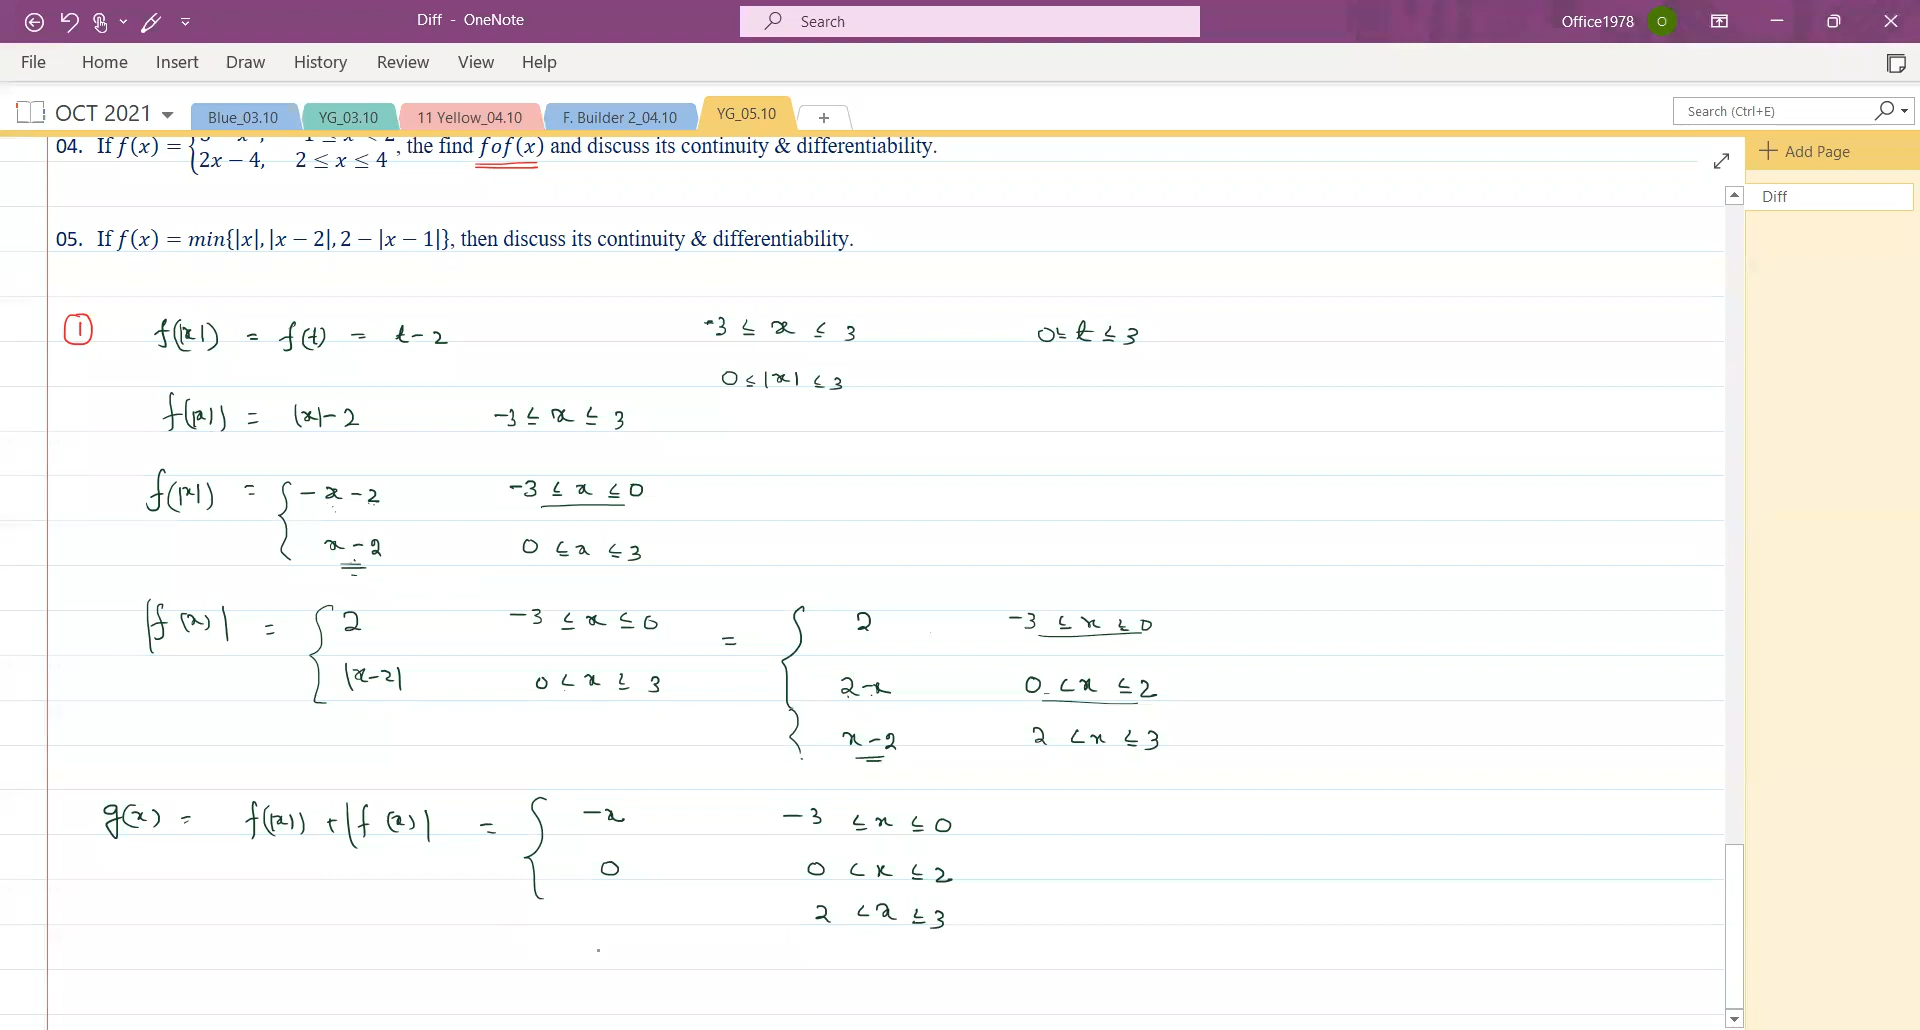 Diff - OneNote
Search
Office1978
O
File Home Insert Draw History Review View Help
OCT 2021
Blue_03.10
YG_03.10
11 Yellow_04.10
F. Builder 2_04.10
YG_05.10
+
Search (Ctrl+E)
Add Page
Diff
04. If f(x) = {2x − 4, 2 ≤ x ≤ 4, the find fof(x) and discuss its continuity & differentiability.
05. If f(x) = min{|x|, |x − 2|, 2 − |x − 1|}, then discuss its continuity & differentiability.
① f(|x|) = f(t) = t-2 -3 ≤ x ≤ 3 0 ≤ t ≤ 3
0 ≤ |x| ≤ 3
f(|x|) = |x|-2 -3 ≤ x ≤ 3
f(|x|) = { -x-2 -3 ≤ x ≤ 0
x-2 0 ≤ x ≤ 3
|f(x)| = { 2 -3 ≤ x ≤ 0 = { 2 -3 ≤ x ≤ 0
|x-2| 0 < x ≤ 3 2-x 0 < x ≤ 2
x-2 2 < x ≤ 3
g(x) = f(|x|) + |f(x)| = { -x -3 ≤ x ≤ 0
0 0 < x ≤ 2
2 < x ≤ 3